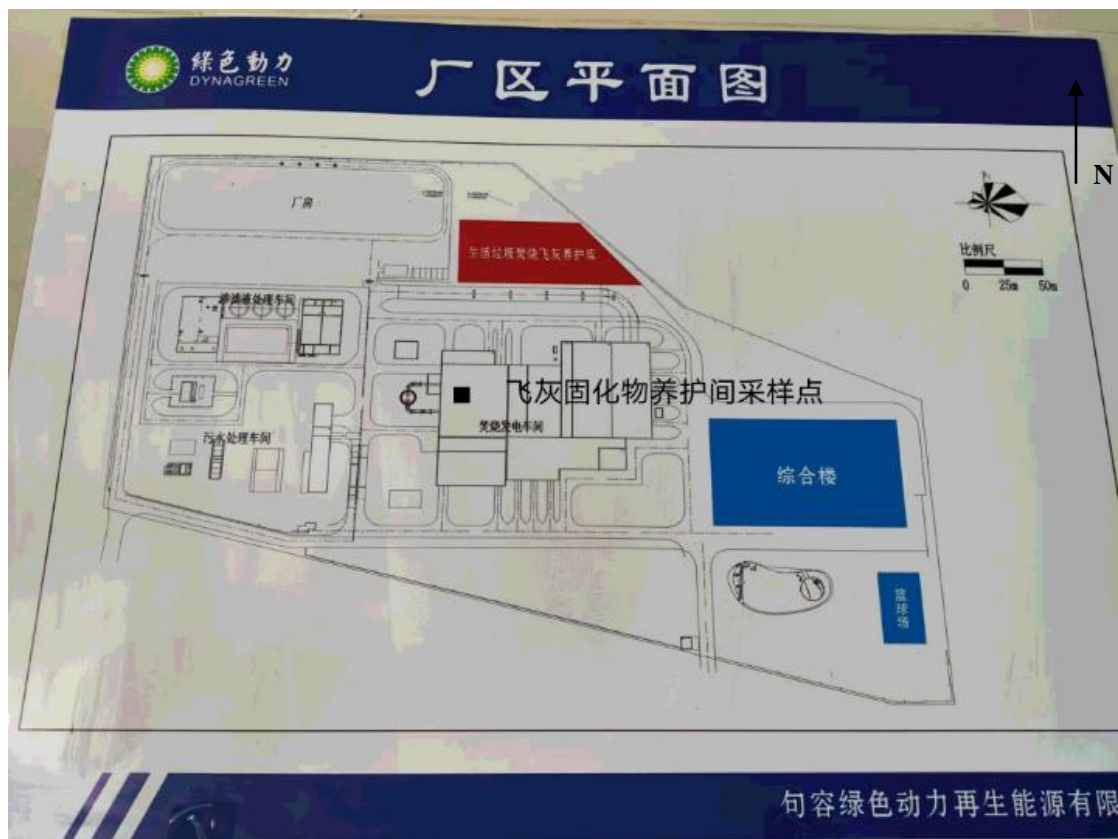 綠色動力
DYNAGREEN
厂区平面图
N
厂房
生活垃圾焚烧飞灰养护库
比例尺
0 25m 50m
渗滤液处理车间
飞灰固化物养护间采样点
焚烧发电车间
污水处理车间
综合楼
篮球场
句容绿色动力再生能源有限